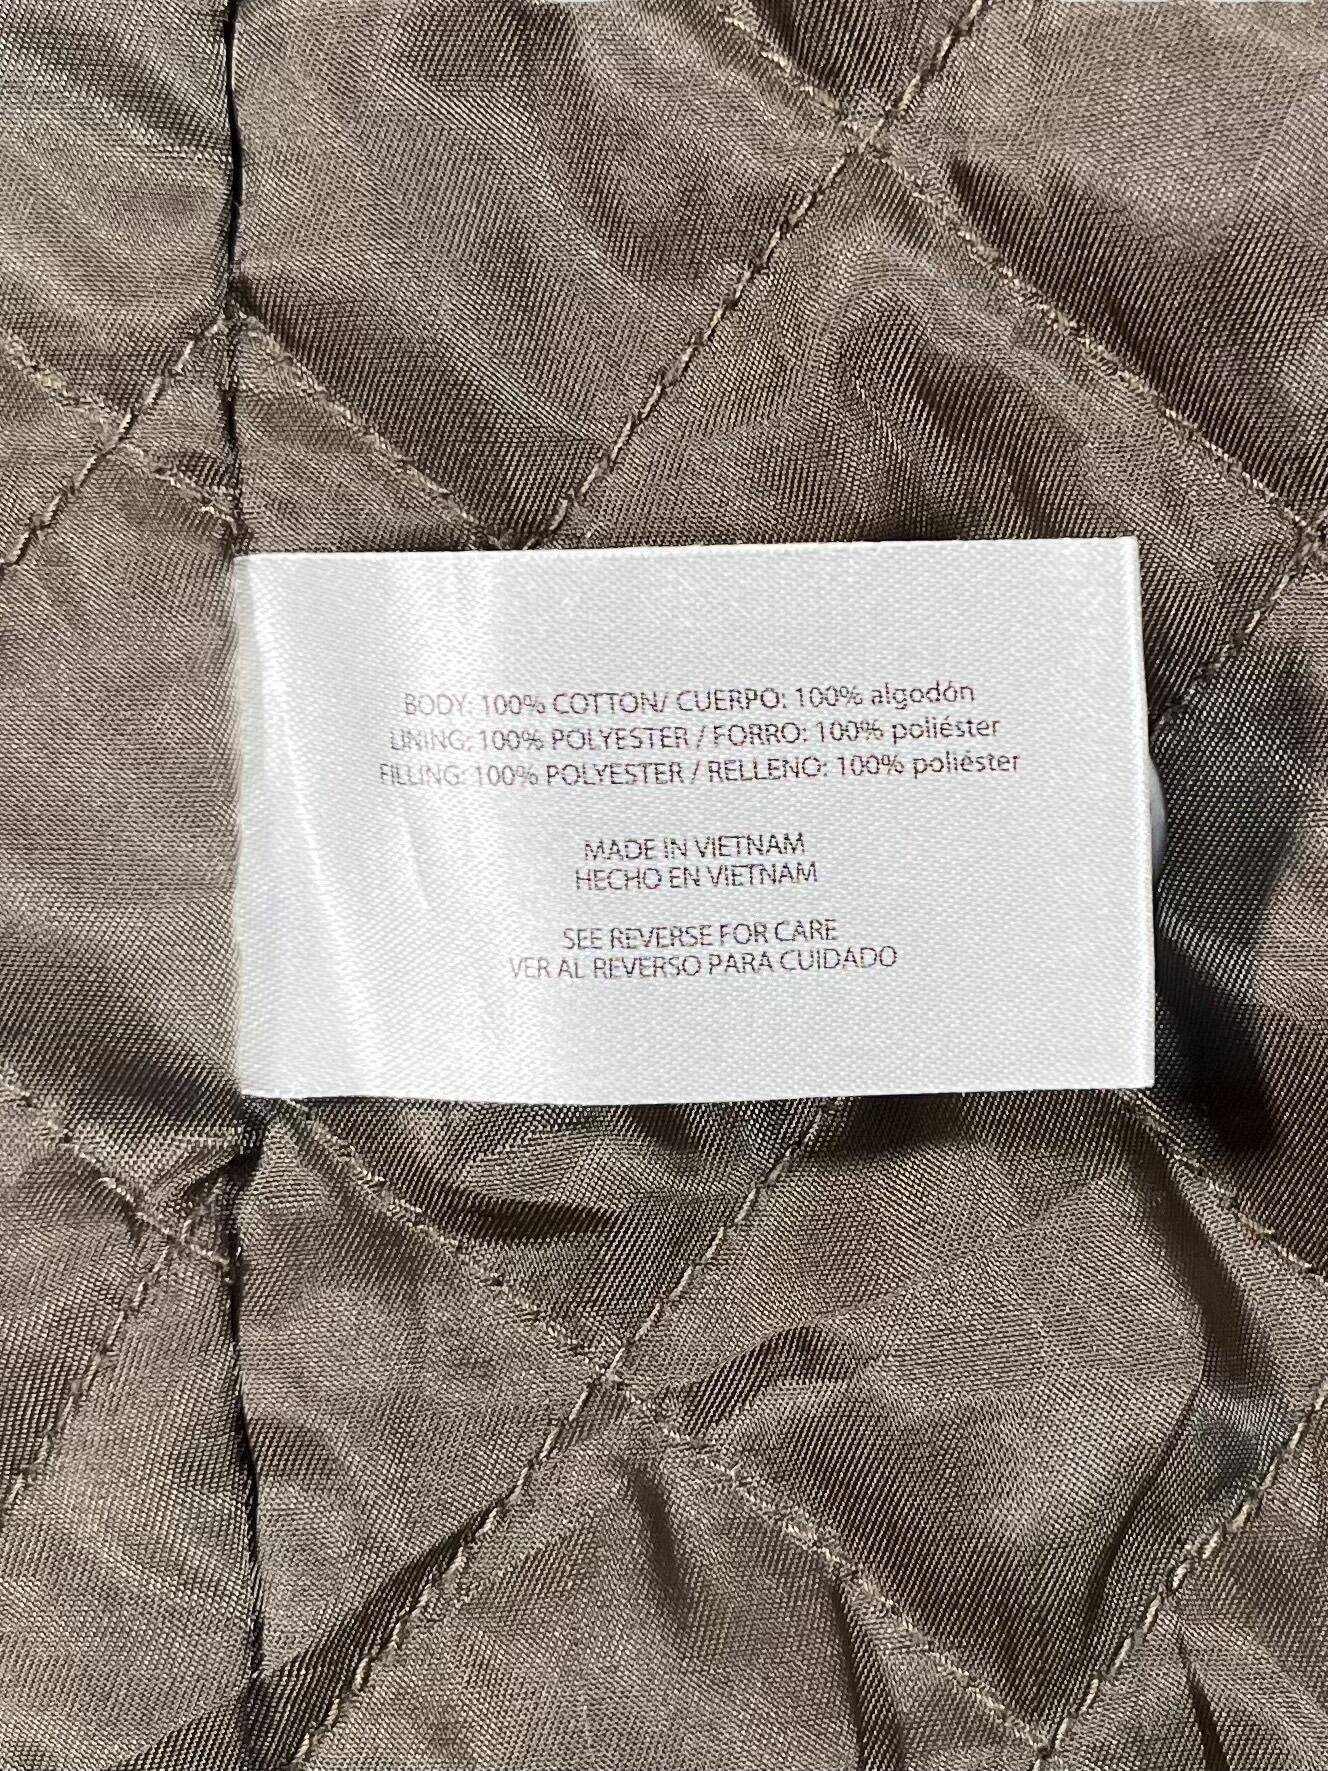 BODY: 100% COTTON/ CUERPO: 100% algodón
LINING: 100% POLYESTER / FORRO: 100% poliéster
FILLING: 100% POLYESTER / RELLENO: 100% poliéster
MADE IN VIETNAM
HECHO EN VIETNAM
SEE REVERSE FOR CARE
VER AL REVERSO PARA CUIDADO